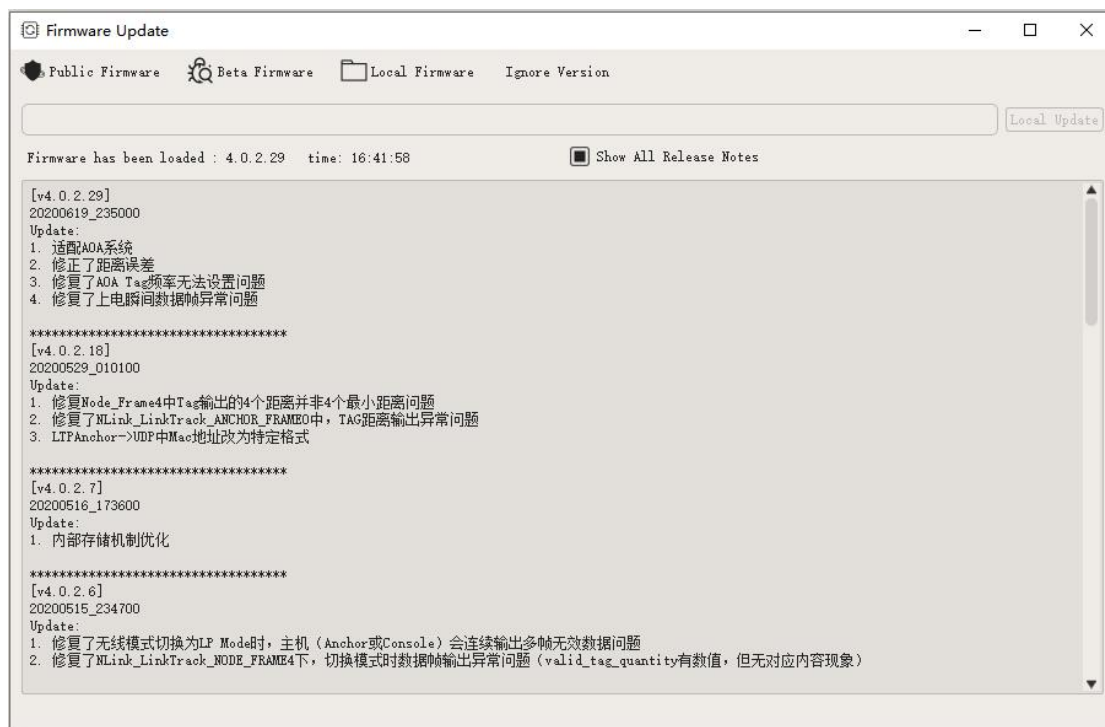 Firmware Update
Public Firmware Beta Firmware Local Firmware Ignore Version
Local Update
Firmware has been loaded : 4.0.2.29 time: 16:41:58 Show All Release Notes
[v4.0.2.29]
20200619_235000
Update:
1. 适配AOA系统
2. 修正了距离误差
3. 修复了AOA Tag频率无法设置问题
4. 修复了上电瞬间数据帧异常问题
***********************************
[v4.0.2.18]
20200529_010100
Update:
1. 修复Node_Frame4中Tag输出的4个距离并非4个最小距离问题
2. 修复了NLink_LinkTrack_ANCHOR_FRAME0中，TAG距离输出异常问题
3. LTPAnchor->UDP中Mac地址改为特定格式
***********************************
[v4.0.2.7]
20200516_173600
Update:
1. 内部存储机制优化
***********************************
[v4.0.2.6]
20200515_234700
Update:
1. 修复了无线模式切换为LP Mode时，主机（Anchor或Console）会连续输出多帧无效数据问题
2. 修复了NLink_LinkTrack_NODE_FRAME4下，切换模式时数据帧输出异常问题（valid_tag_quantity有数值，但无对应内容现象）